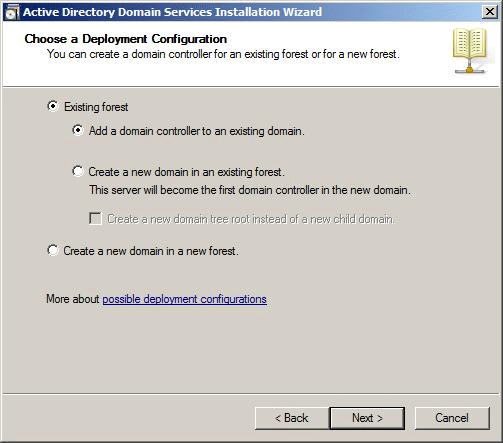 Active Directory Domain Services Installation Wizard
Choose a Deployment Configuration
You can create a domain controller for an existing forest or for a new forest.
Existing forest
Add a domain controller to an existing domain.
Create a new domain in an existing forest.
This server will become the first domain controller in the new domain.
Create a new domain tree root instead of a new child domain.
Create a new domain in a new forest.
More about possible deployment configurations
< Back Next > Cancel